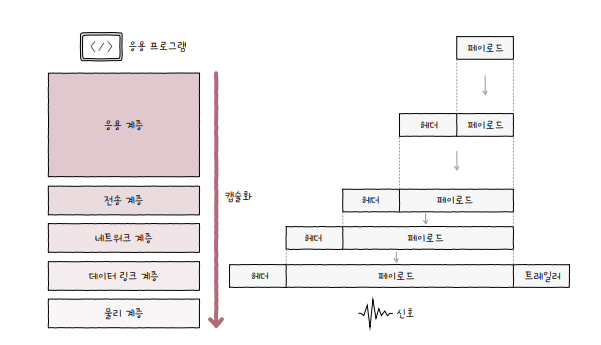 </> 응용 프로그램
페이로드
응용 계층
헤더 페이로드
전송 계층
캡슐화
헤더 페이로드
네트워크 계층
헤더 페이로드
데이터 링크 계층
헤더 페이로드 트레일러
물리 계층
신호